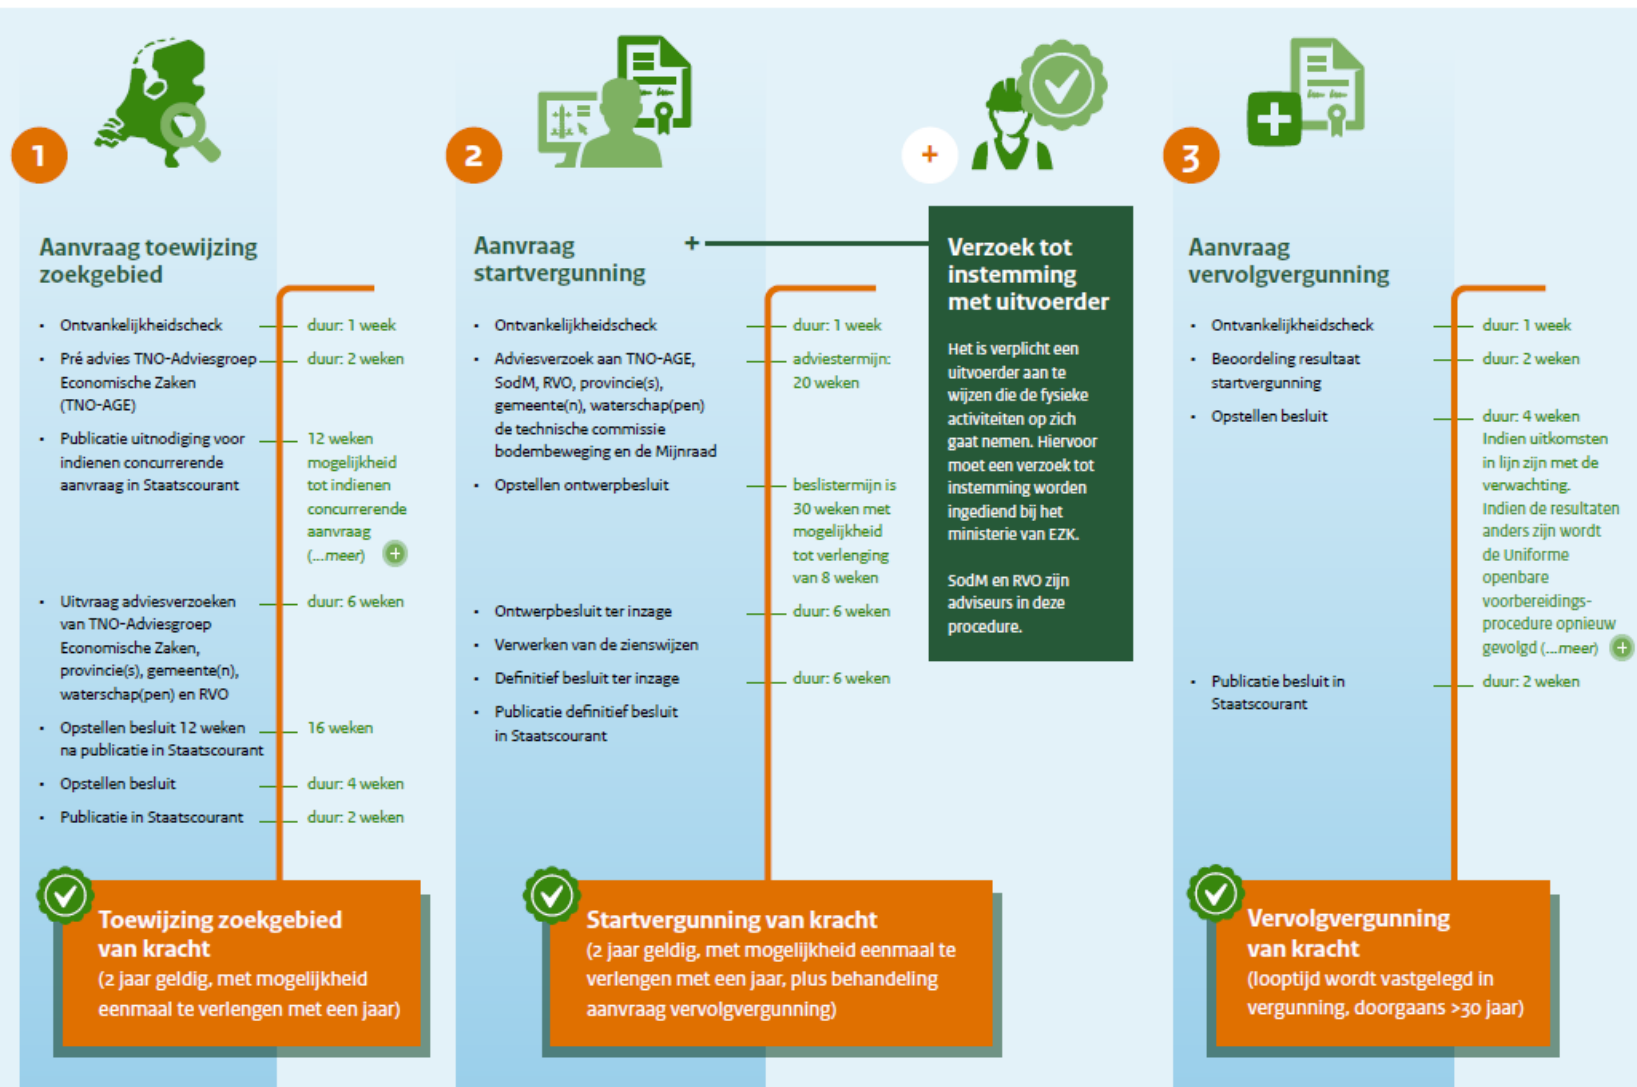 1
Aanvraag toewijzing
zoekgebied
• Ontvankelijkheidscheck
duur: 1 week
• Pré advies TNO-Adviesgroep
Economische Zaken
(TNO-AGE)
duur: 2 weken
• Publicatie uitnodiging voor
indienen concurrerende
aanvraag in Staatscourant
12 weken
mogelijkheid
tot indienen
concurrerende
aanvraag
(...meer) +
• Uitvraag adviesverzoeken
van TNO-Adviesgroep
Economische Zaken,
provincie(s), gemeente(n),
waterschap(pen) en RVO
duur: 6 weken
• Opstellen besluit 12 weken
na publicatie in Staatscourant
16 weken
• Opstellen besluit
duur: 4 weken
• Publicatie in Staatscourant
duur: 2 weken
Toewijzing zoekgebied
van kracht
(2 jaar geldig, met mogelijkheid
eenmaal te verlengen met een jaar)
2
Aanvraag +
startvergunning
• Ontvankelijkheidscheck
duur: 1 week
• Adviesverzoek aan TNO-AGE,
SodM, RVO, provincie(s),
gemeente(n), waterschap(pen)
de technische commissie
bodembeweging en de Mijnraad
adviestermijn:
20 weken
• Opstellen ontwerpbesluit
beslistermijn is
30 weken met
mogelijkheid
tot verlenging
van 8 weken
• Ontwerpbesluit ter inzage
duur: 6 weken
• Verwerken van de zienswijzen
• Definitief besluit ter inzage
duur: 6 weken
• Publicatie definitief besluit
in Staatscourant
Startvergunning van kracht
(2 jaar geldig, met mogelijkheid eenmaal te
verlengen met een jaar, plus behandeling
aanvraag vervolgvergunning)
+
Verzoek tot
instemming
met uitvoerder
Het is verplicht een
uitvoerder aan te
wijzen die de fysieke
activiteiten op zich
gaat nemen. Hiervoor
moet een verzoek tot
instemming worden
ingediend bij het
ministerie van EZK.
SodM en RVO zijn
adviseurs in deze
procedure.
3
Aanvraag
vervolgvergunning
• Ontvankelijkheidscheck
duur: 1 week
• Beoordeling resultaat
startvergunning
duur: 2 weken
• Opstellen besluit
duur: 4 weken
Indien uitkomsten
in lijn zijn met de
verwachting.
Indien de resultaten
anders zijn wordt
de Uniforme
openbare
voorbereidings-
procedure opnieuw
gevolgd (...meer) +
• Publicatie besluit in
Staatscourant
duur: 2 weken
Vervolgvergunning
van kracht
(looptijd wordt vastgelegd in
vergunning, doorgaans >30 jaar)